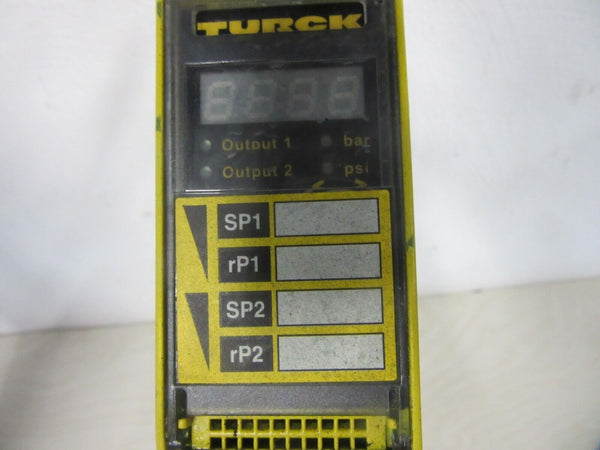 TURCK
Output 1 bar
Output 2 psi
SP1
rP1
SP2
rP2